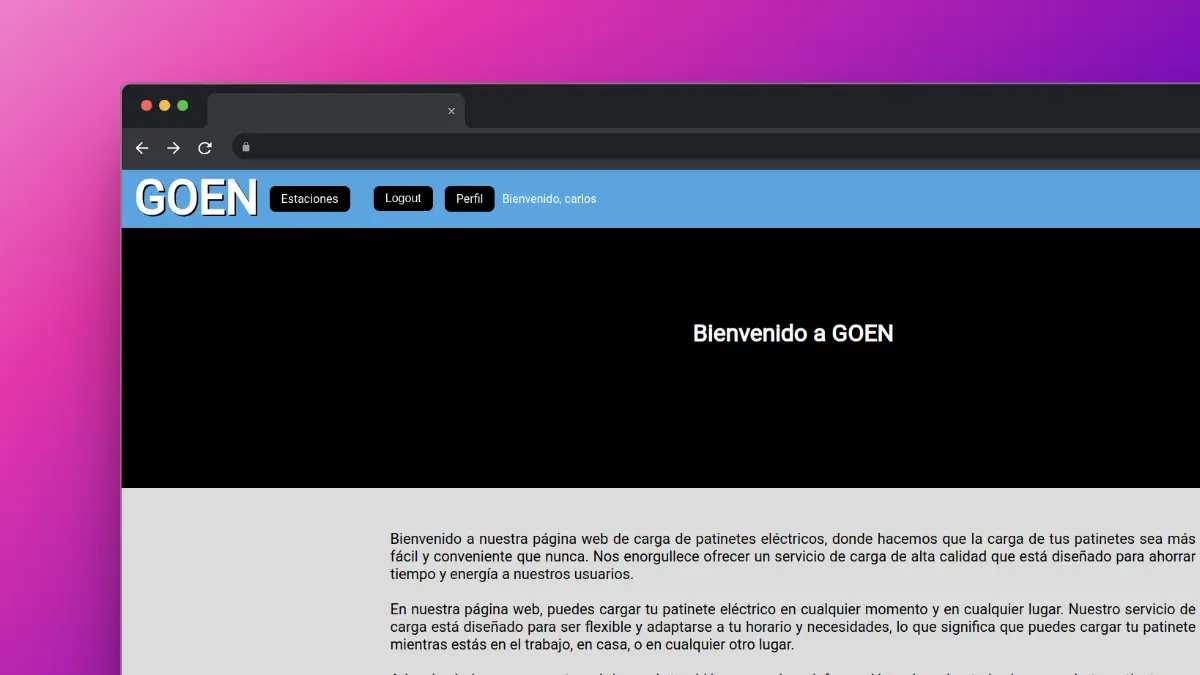 GOEN
Estaciones
Logout
Perfil
Bienvenido, carlos
Bienvenido a GOEN
Bienvenido a nuestra página web de carga de patinetes eléctricos, donde hacemos que la carga de tus patinetes sea más
fácil y conveniente que nunca. Nos enorgullece ofrecer un servicio de carga de alta calidad que está diseñado para ahorrar
tiempo y energía a nuestros usuarios.
En nuestra página web, puedes cargar tu patinete eléctrico en cualquier momento y en cualquier lugar. Nuestro servicio de
carga está diseñado para ser flexible y adaptarse a tu horario y necesidades, lo que significa que puedes cargar tu patinete
mientras estás en el trabajo, en casa, o en cualquier otro lugar.